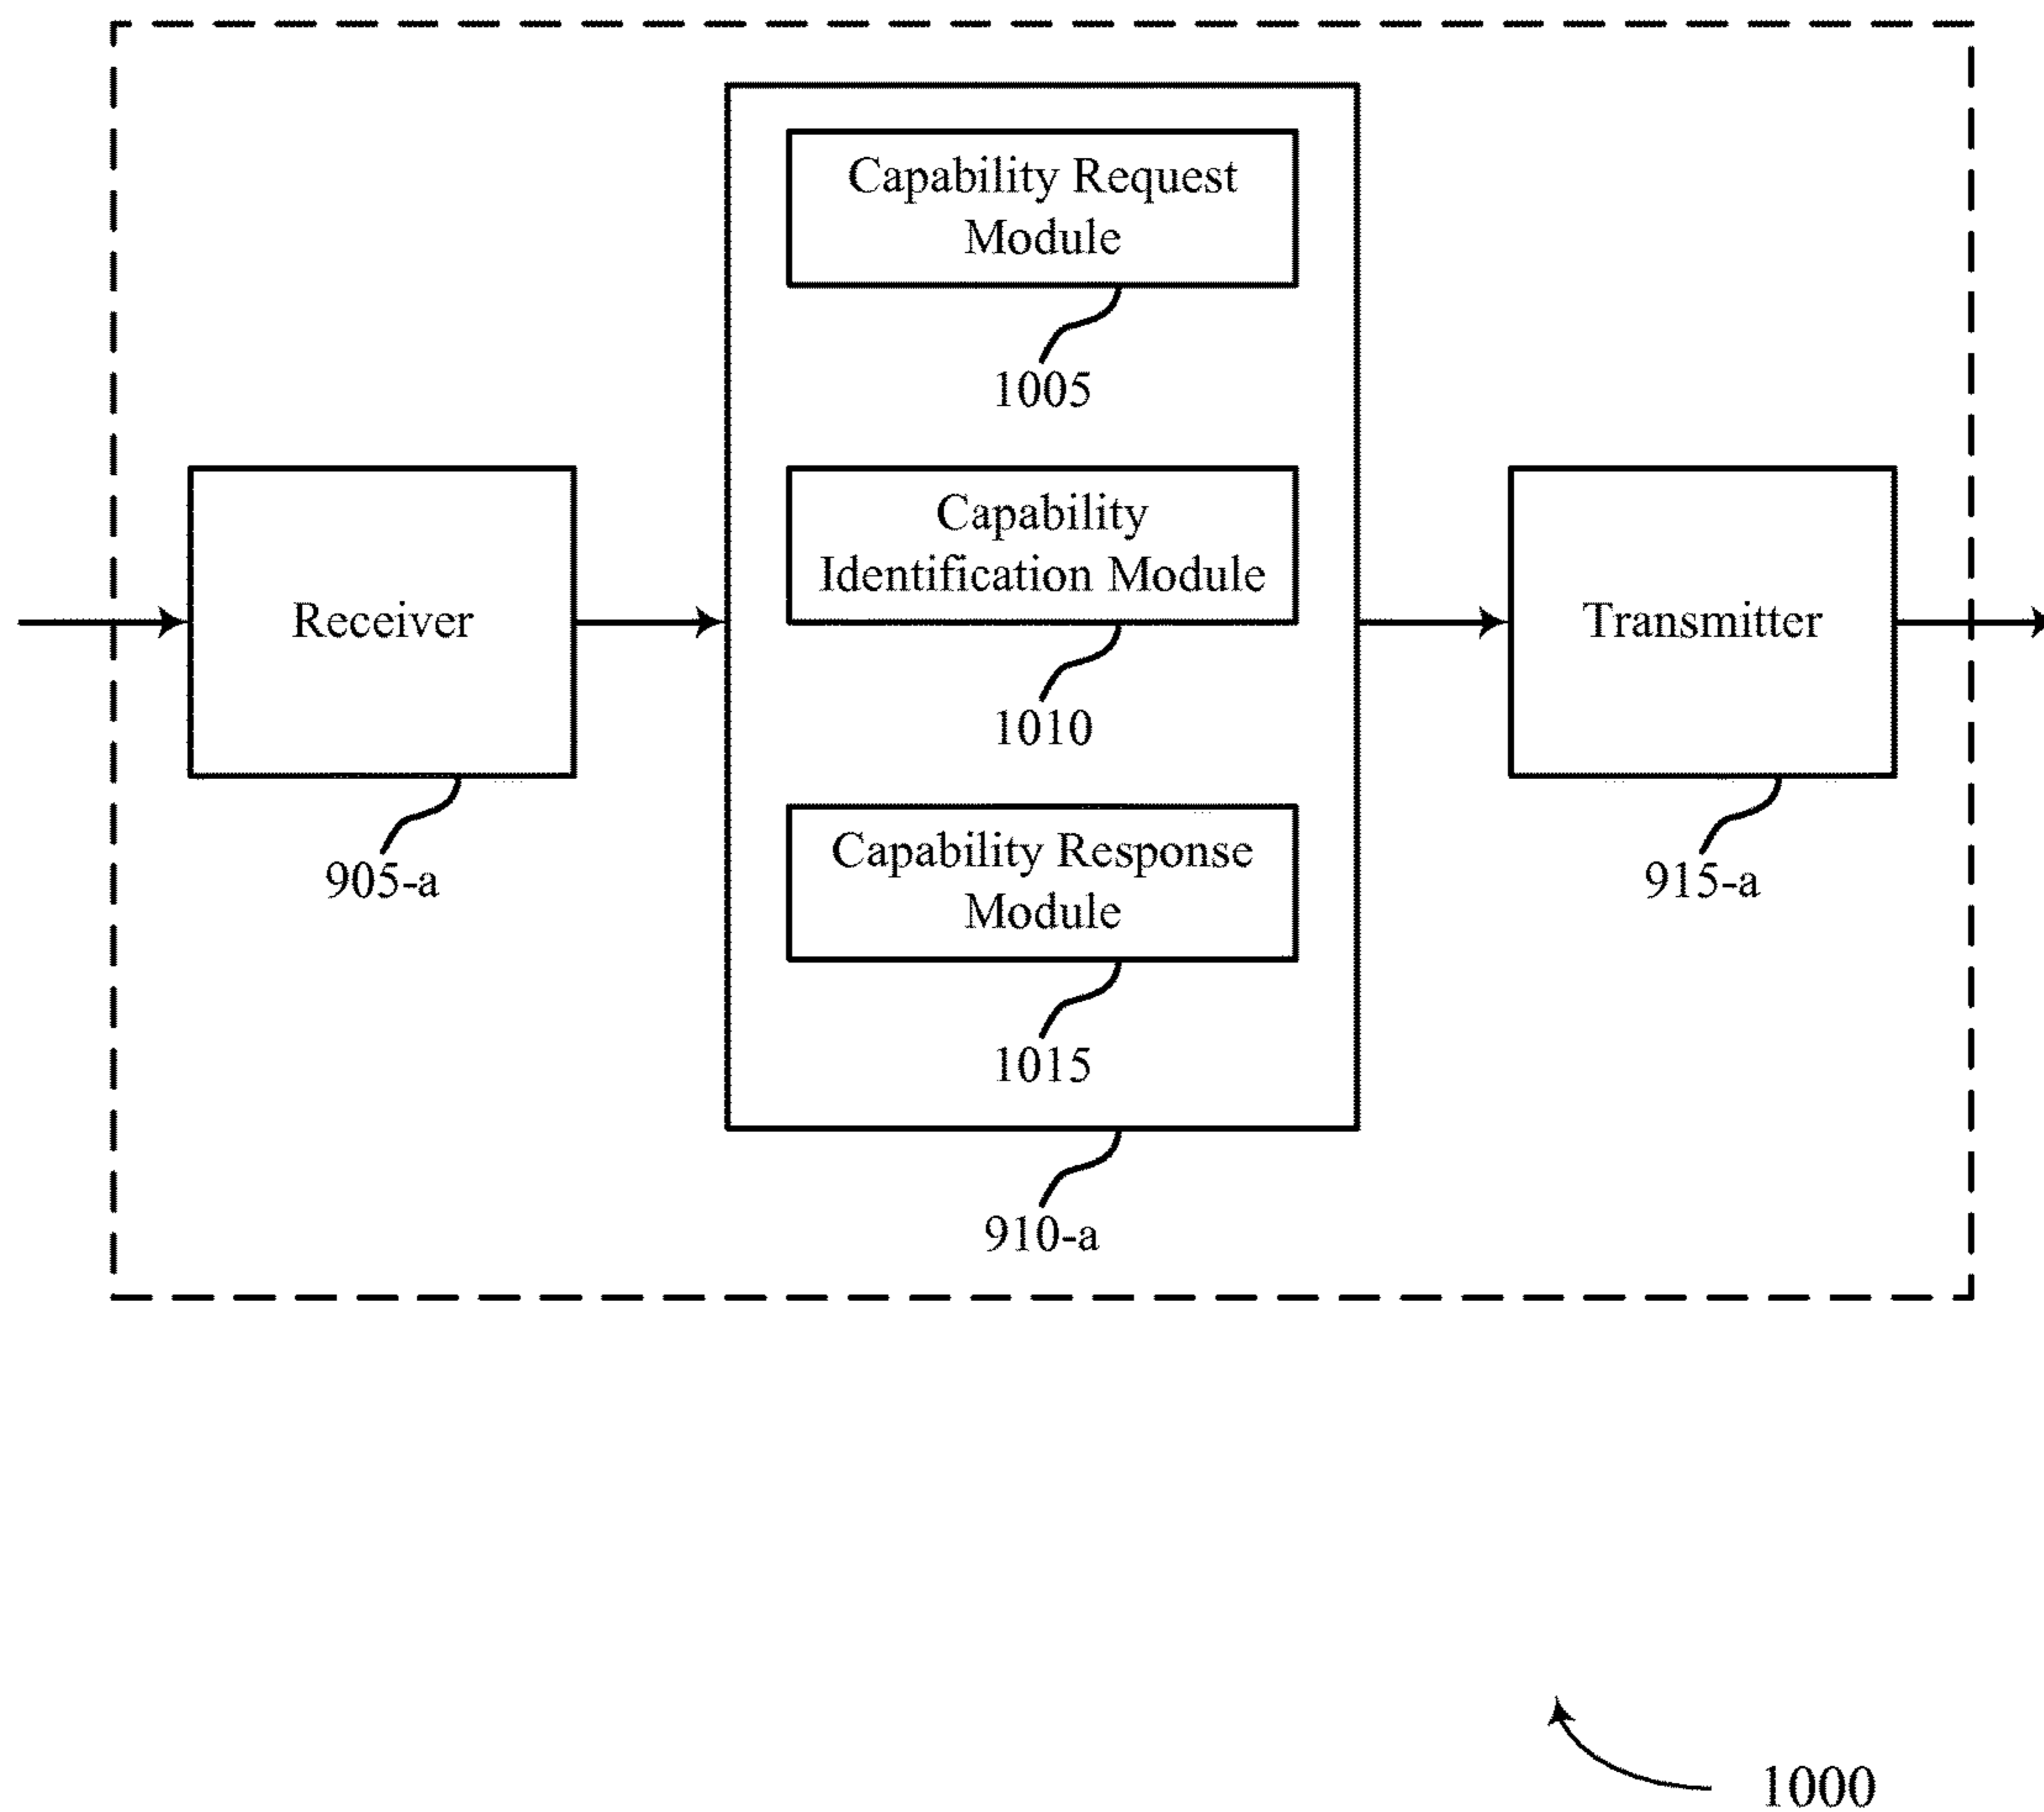 Capability Request
Module
1005
Capability
Identification Module
1010
Capability Response
Module
1015
910-a
Receiver
905-a
Transmitter
915-a
1000